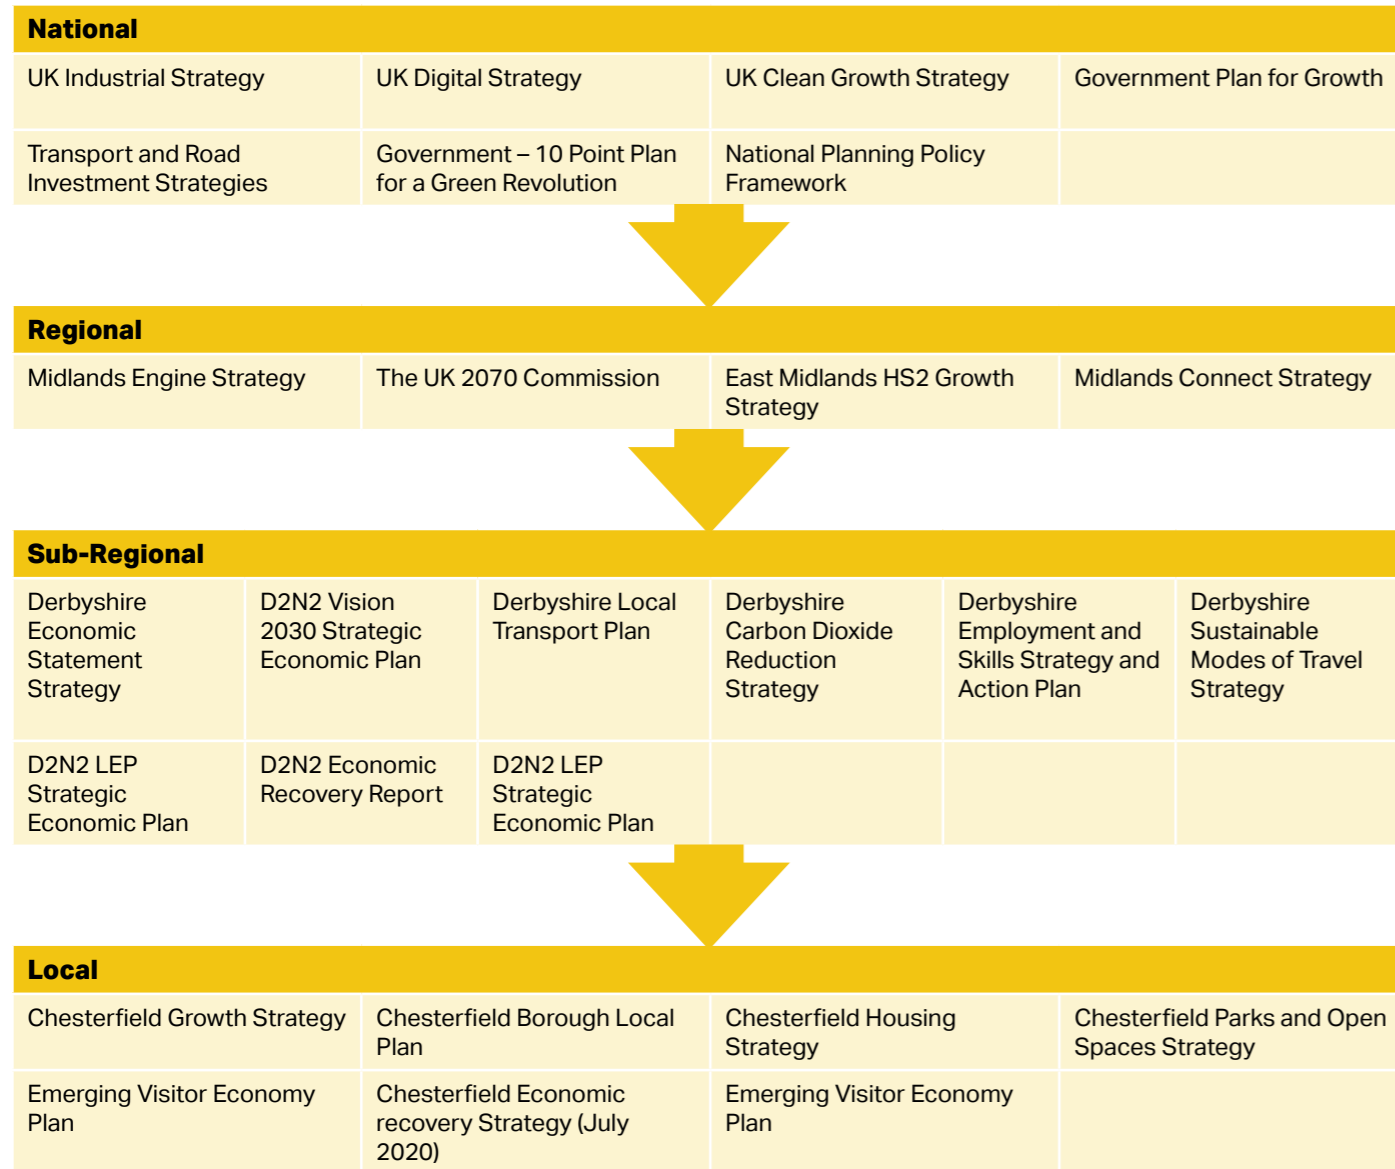 National
UK Industrial Strategy
UK Digital Strategy
UK Clean Growth Strategy
Government Plan for Growth
Transport and Road
Investment Strategies
Government – 10 Point Plan
for a Green Revolution
National Planning Policy
Framework
Regional
Midlands Engine Strategy
The UK 2070 Commission
East Midlands HS2 Growth
Strategy
Midlands Connect Strategy
Sub-Regional
Derbyshire
Economic
Statement
Strategy
D2N2 Vision
2030 Strategic
Economic Plan
Derbyshire Local
Transport Plan
Derbyshire
Carbon Dioxide
Reduction
Strategy
Derbyshire
Employment and
Skills Strategy and
Action Plan
Derbyshire
Sustainable
Modes of Travel
Strategy
D2N2 LEP
Strategic
Economic Plan
D2N2 Economic
Recovery Report
D2N2 LEP
Strategic
Economic Plan
Local
Chesterfield Growth Strategy
Chesterfield Borough Local
Plan
Chesterfield Housing
Strategy
Chesterfield Parks and Open
Spaces Strategy
Emerging Visitor Economy
Plan
Chesterfield Economic
recovery Strategy (July
2020)
Emerging Visitor Economy
Plan